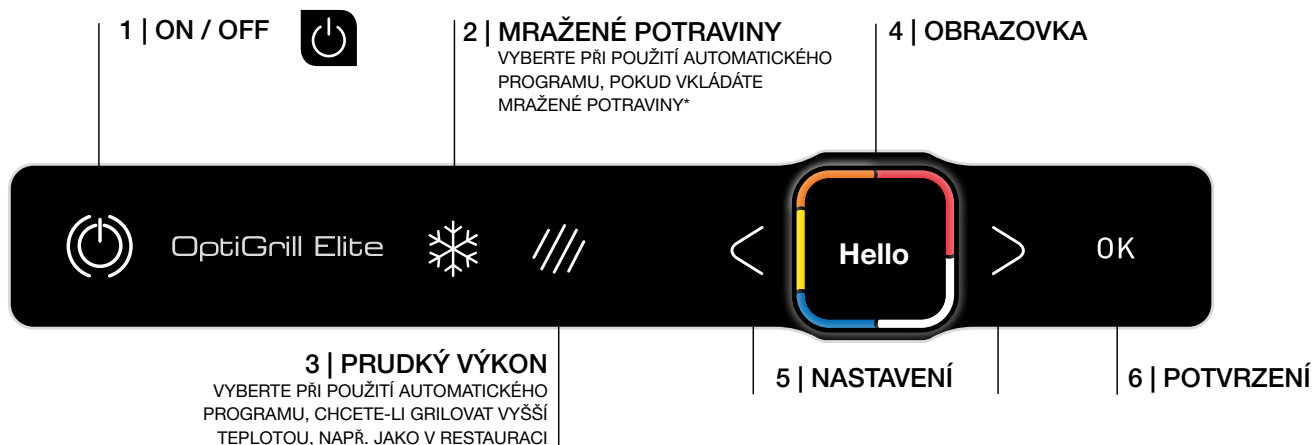 1 | ON / OFF
2 | MRAŽENÉ POTRAVINY
VYBERTE PŘI POUŽITÍ AUTOMATICKÉHO
PROGRAMU, POKUD VKLÁDÁTE
MRAŽENÉ POTRAVINY*
4 | OBRAZOVKA
OptiGrill Elite
Hello
OK
3 | PRUDKÝ VÝKON
VYBERTE PŘI POUŽITÍ AUTOMATICKÉHO
PROGRAMU, CHCETE-LI GRILOVAT VYŠŠÍ
TEPLOTOU, NAPŘ. JAKO V RESTAURACI
5 | NASTAVENÍ
6 | POTVRZENÍ